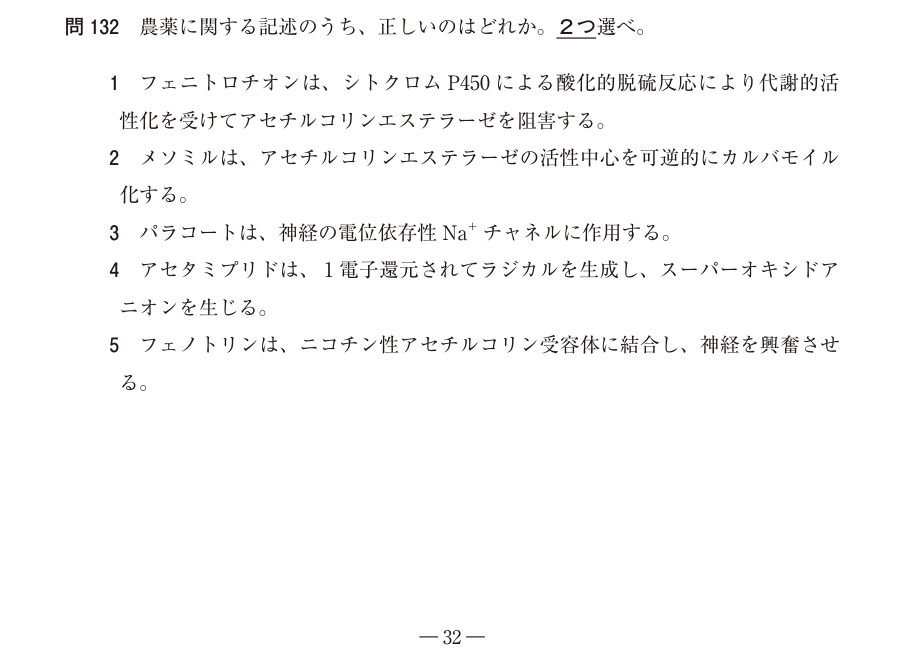 問 132　農薬に関する記述のうち、正しいのはどれか。２つ選べ。
1　フェニトロチオンは、シトクロム P450 による酸化的脱硫反応により代謝的活
性化を受けてアセチルコリンエステラーゼを阻害する。
2　メソミルは、アセチルコリンエステラーゼの活性中心を可逆的にカルバモイル
化する。
3　パラコートは、神経の電位依存性 Na⁺ チャネルに作用する。
4　アセタミプリドは、１電子還元されてラジカルを生成し、スーパーオキシドア
ニオンを生じる。
5　フェノトリンは、ニコチン性アセチルコリン受容体に結合し、神経を興奮させ
る。
― 32 ―